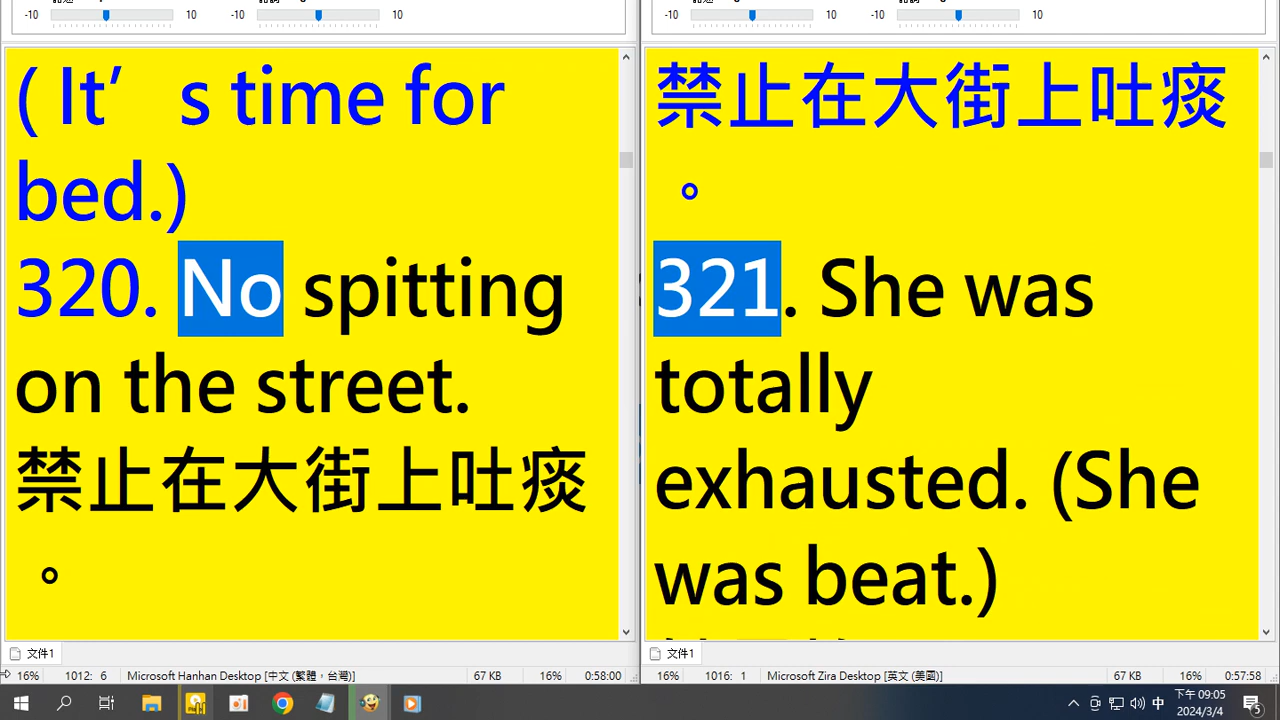 -10 10 -10 10
( It’s time for
bed.)
320. No spitting
on the street.
禁止在大街上吐痰
。
文件1
16% 1012: 6 Microsoft Hanhan Desktop [中文 (繁體，台灣)] 67 KB 16% 0:58:00
-10 10 -10 10
禁止在大街上吐痰
。
321. She was
totally
exhausted. (She
was beat.)
文件1
16% 1016: 1 Microsoft Zira Desktop [英文 (美國)] 67 KB 16% 0:57:58
中 下午 09:05
2024/3/4 5